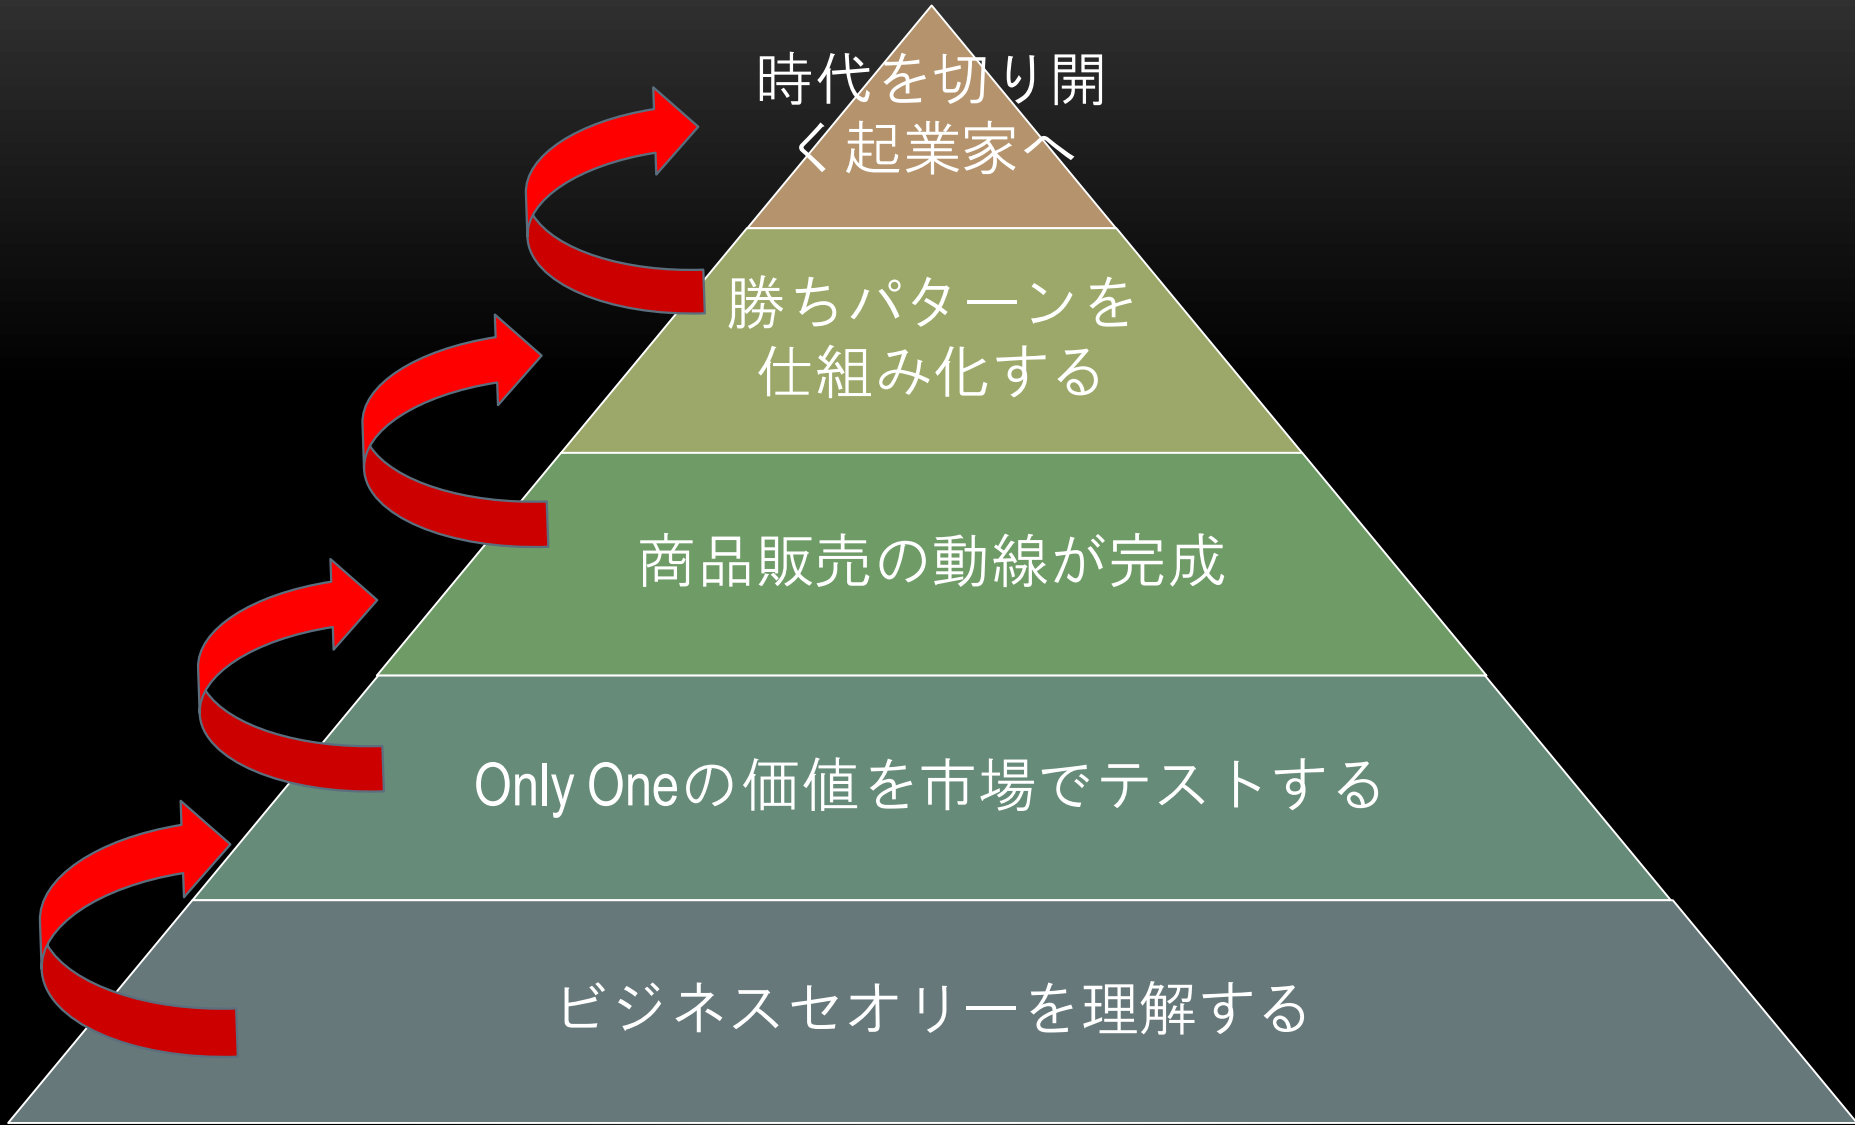 時代を切り開
く起業家へ
勝ちパターンを
仕組み化する
商品販売の動線が完成
Only Oneの価値を市場でテストする
ビジネスセオリーを理解する